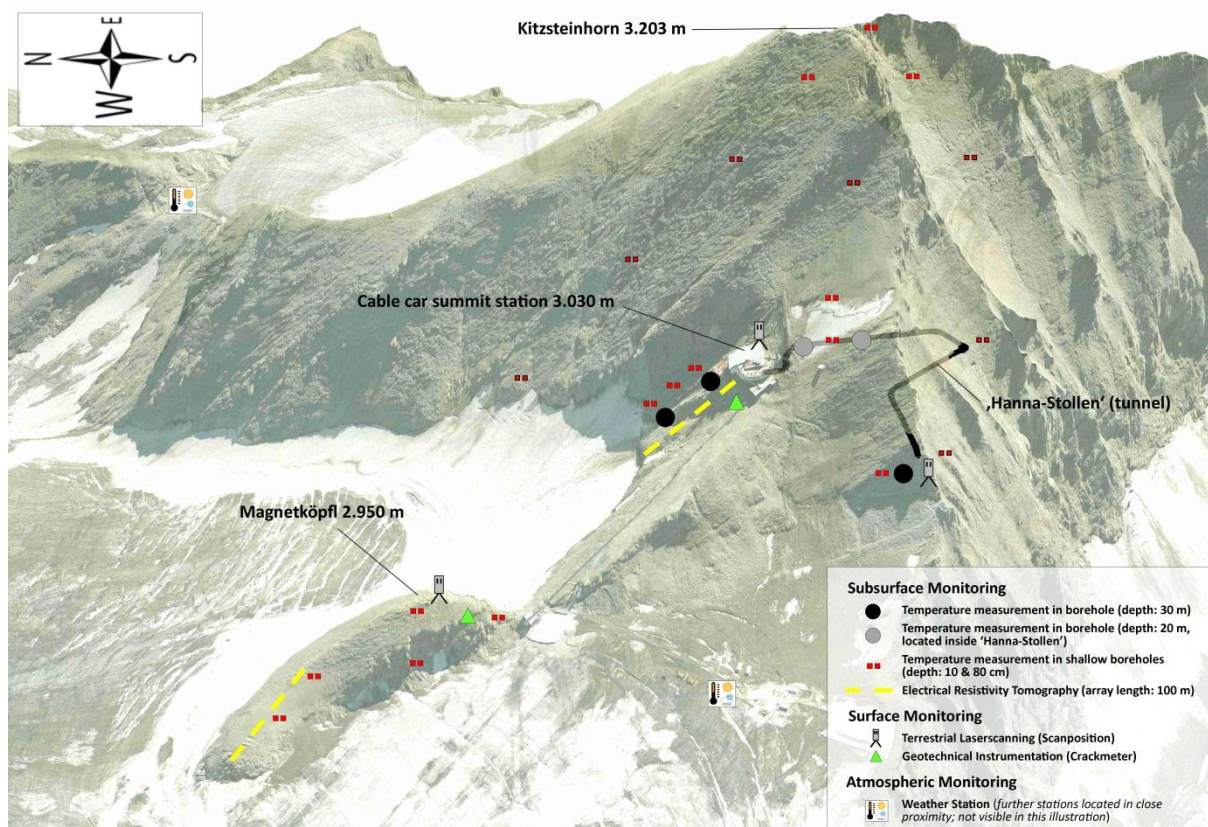 Kitzsteinhorn 3.203 m
E
N
S
W
Cable car summit station 3.030 m
‚Hanna-Stollen‘ (tunnel)
Magnetköpfl 2.950 m
Subsurface Monitoring
Temperature measurement in borehole (depth: 30 m)
Temperature measurement in borehole (depth: 20 m,
located inside ‘Hanna-Stollen’)
Temperature measurement in shallow boreholes
(depth: 10 & 80 cm)
Electrical Resistivity Tomography (array length: 100 m)
Surface Monitoring
Terrestrial Laserscanning (Scanposition)
Geotechnical Instrumentation (Crackmeter)
Atmospheric Monitoring
Weather Station (further stations located in close
proximity; not visible in this illustration)